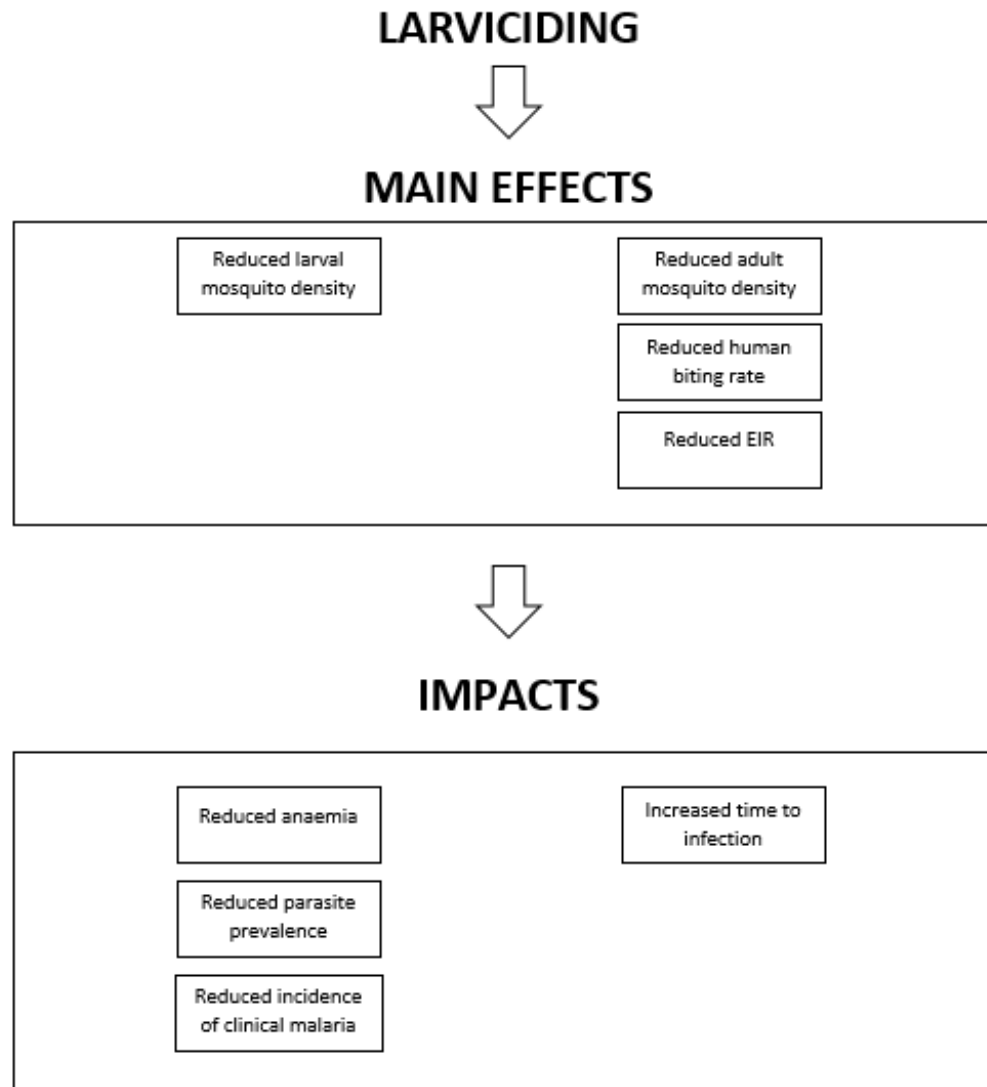 LARVICIDING
MAIN EFFECTS
Reduced larval
mosquito density
Reduced adult
mosquito density
Reduced human
biting rate
Reduced EIR
IMPACTS
Reduced anaemia
Reduced parasite
prevalence
Reduced incidence
of clinical malaria
Increased time to
infection